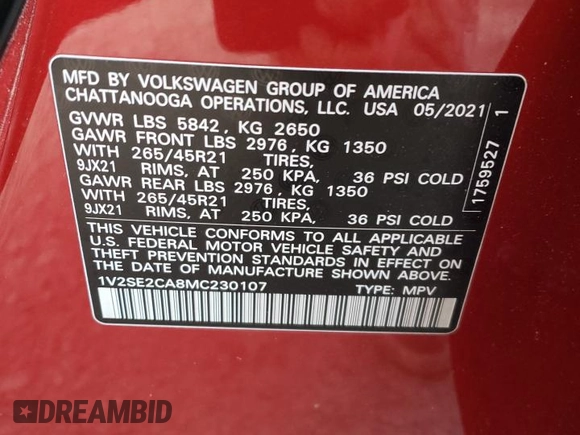 MFD BY VOLKSWAGEN GROUP OF AMERICA
CHATTANOOGA OPERATIONS, LLC. USA 05/2021
GVWR LBS 5842, KG 2650
GAWR FRONT LBS 2976, KG 1350
WITH 265/45R21 TIRES,
9JX21 RIMS, AT 250 KPA, 36 PSI COLD
GAWR REAR LBS 2976, KG 1350
WITH 265/45R21 TIRES,
9JX21 RIMS, AT 250 KPA, 36 PSI COLD
THIS VEHICLE CONFORMS TO ALL APPLICABLE
U.S. FEDERAL MOTOR VEHICLE SAFETY AND
THEFT PREVENTION STANDARDS IN EFFECT ON
THE DATE OF MANUFACTURE SHOWN ABOVE.
1V2SE2CA8MC230107 TYPE: MPV
1759527 1
DREAMBID